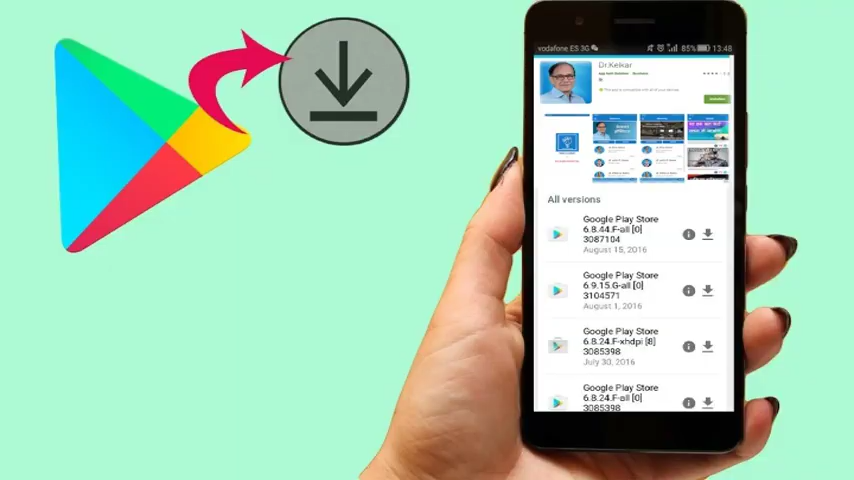 vodafone ES 3G
85%
13:48
Dr.Kelkar
All versions
Google Play Store
6.8.44.F-all [0]
3087104
August 15, 2016
Google Play Store
6.9.15.G-all [0]
3104571
August 1, 2016
Google Play Store
6.8.24.F-xhdpi [8]
3085398
July 30, 2016
Google Play Store
6.8.24.F-all [0]
3085398